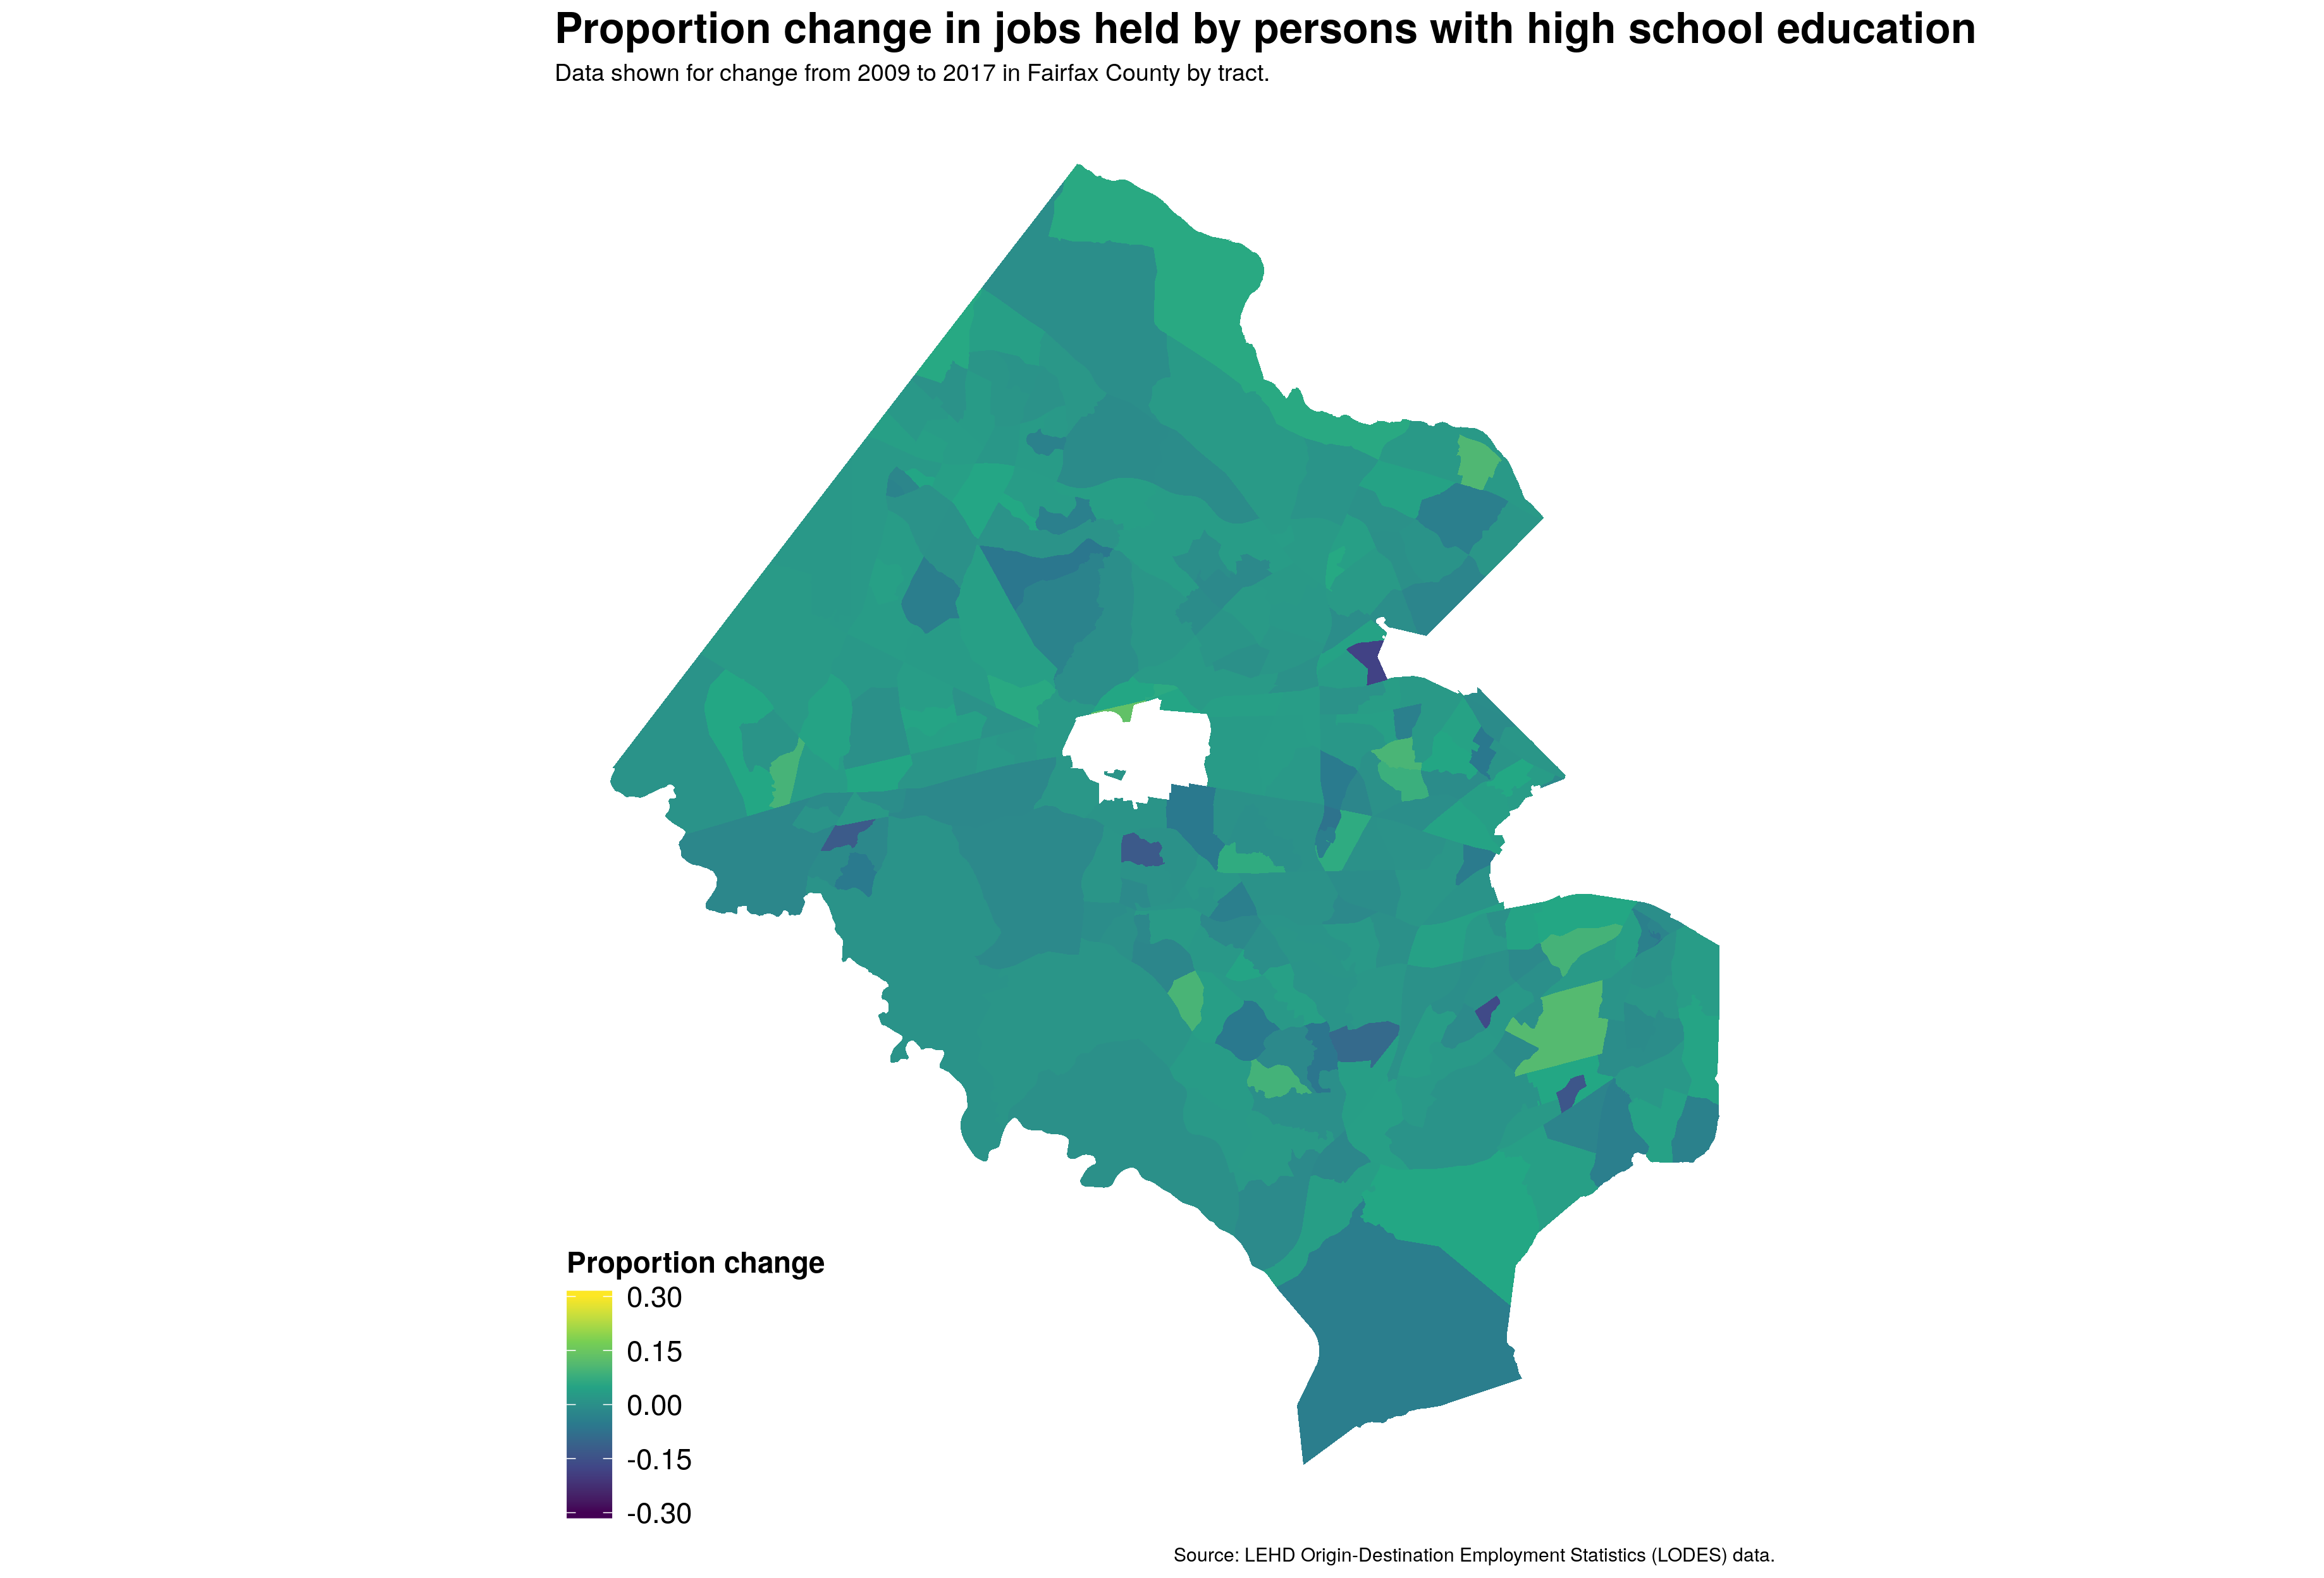 Proportion change in jobs held by persons with high school education
Data shown for change from 2009 to 2017 in Fairfax County by tract.
Proportion change
0.30
0.15
0.00
-0.15
-0.30
Source: LEHD Origin-Destination Employment Statistics (LODES) data.